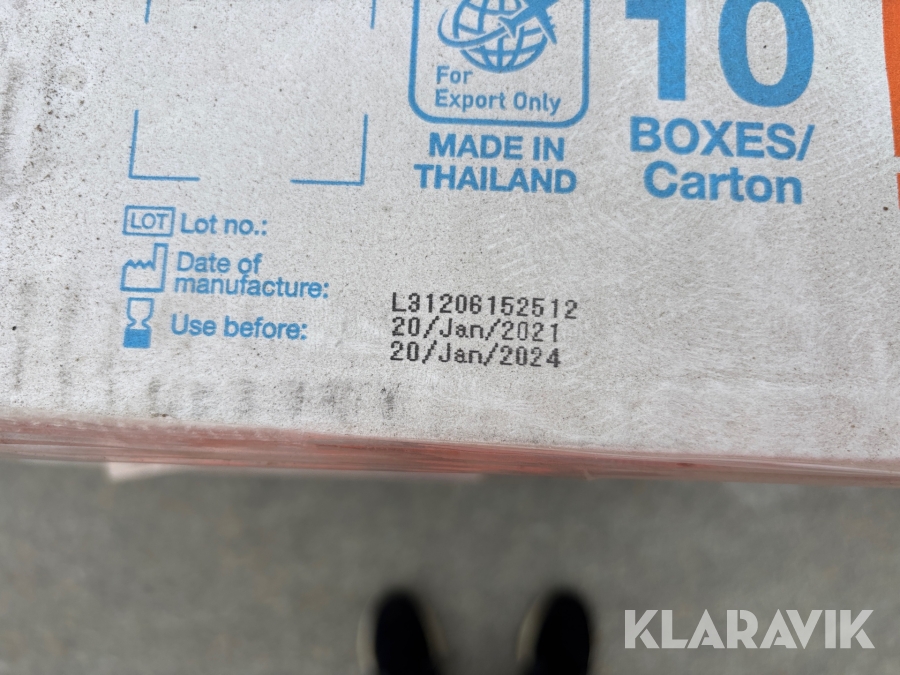 For
Export Only
MADE IN
THAILAND
10
BOXES/
Carton
LOT Lot no.:
Date of
manufacture:
Use before:
L31206152512
20/Jan/2021
20/Jan/2024
KLARAVIK